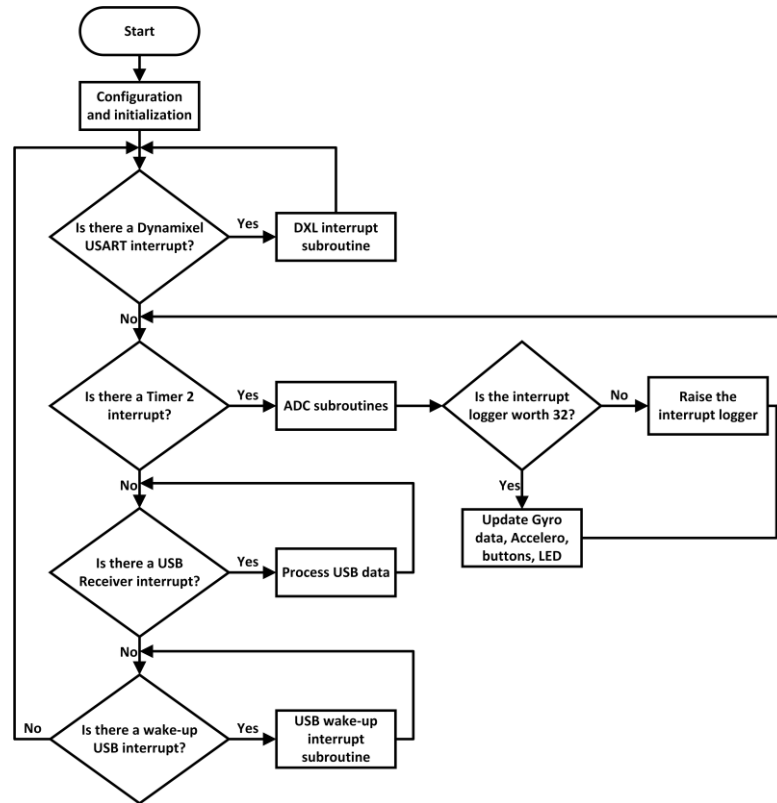 Start
Configuration
and initialization
Is there a Dynamixel
USART interrupt?
Yes
DXL interrupt
subroutine
No
Is there a Timer 2
interrupt?
Yes
ADC subroutines
Is the interrupt
logger worth 32?
No
Raise the
interrupt logger
Yes
Update Gyro
data, Accelero,
buttons, LED
No
Is there a USB
Receiver interrupt?
Yes
Process USB data
No
Is there a wake-up
USB interrupt?
Yes
USB wake-up
interrupt
subroutine
No